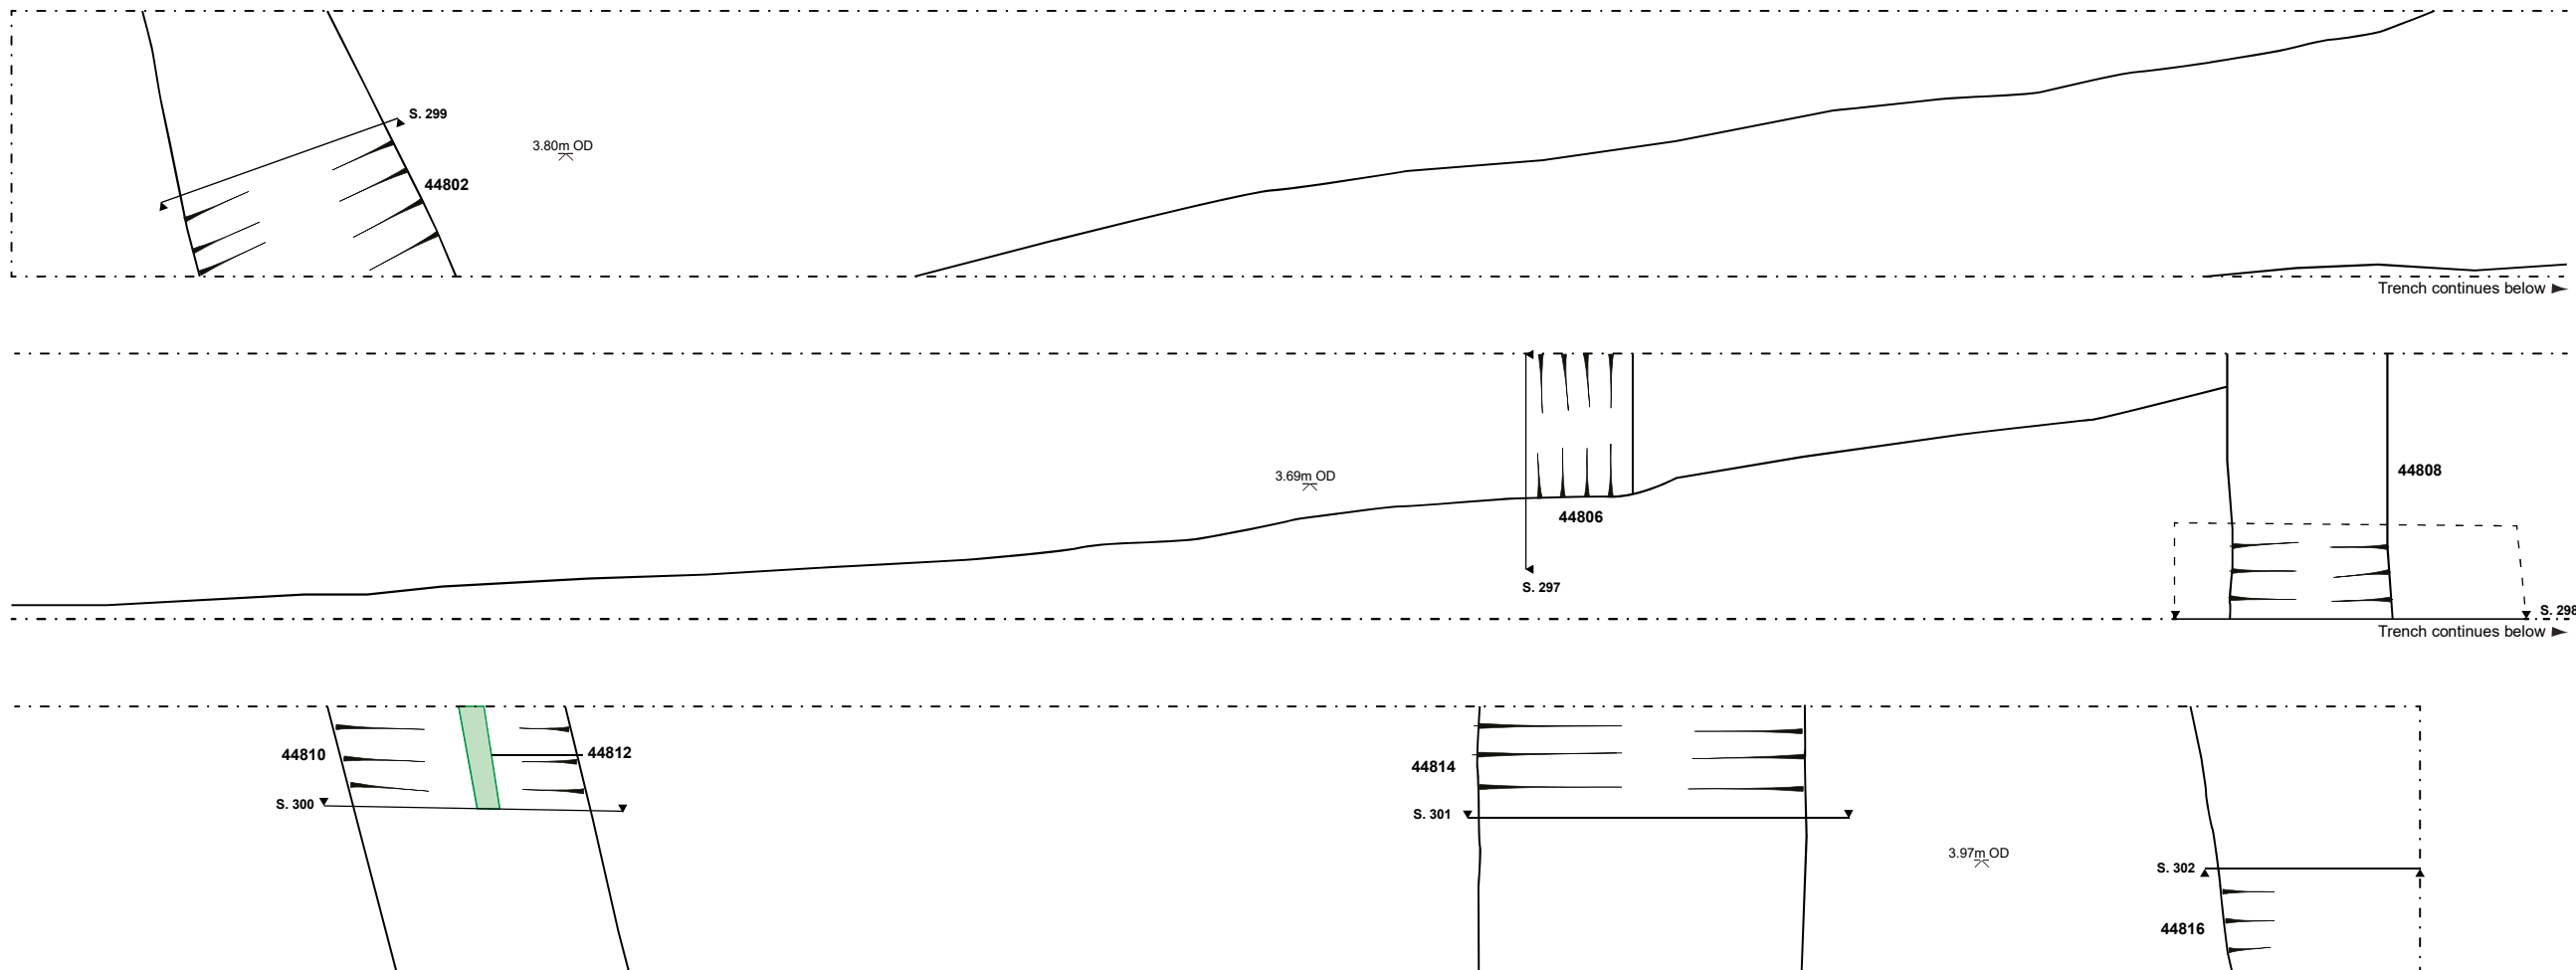 S. 299
3.80m OD
44802
Trench continues below
3.69m OD
44808
44806
S. 297
S. 298
Trench continues below
44810
44812
S. 300
44814
S. 301
3.97m OD
S. 302
44816